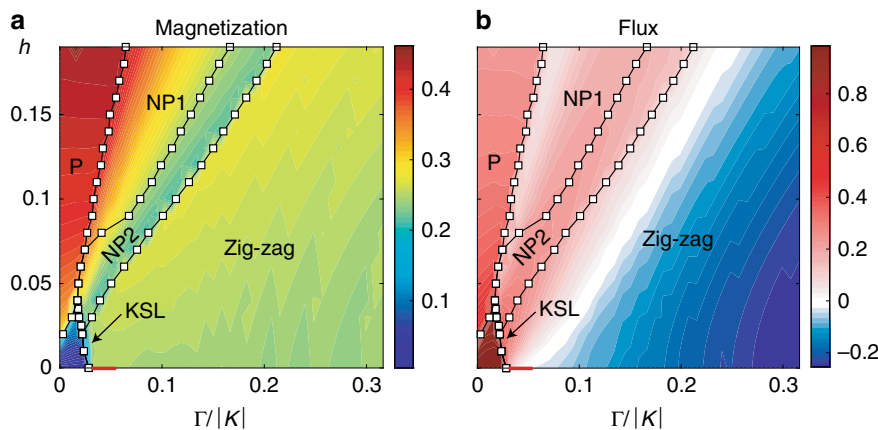 a
Magnetization
h
0.15
0.1
0.05
0
P
NP1
NP2
Zig-zag
KSL
0
0.1
0.2
0.3
Γ/|K|
0.4
0.3
0.2
0.1
b
Flux
P
NP1
NP2
Zig-zag
KSL
0
0.1
0.2
0.3
Γ/|K|
0.8
0.6
0.4
0.2
0
−0.2